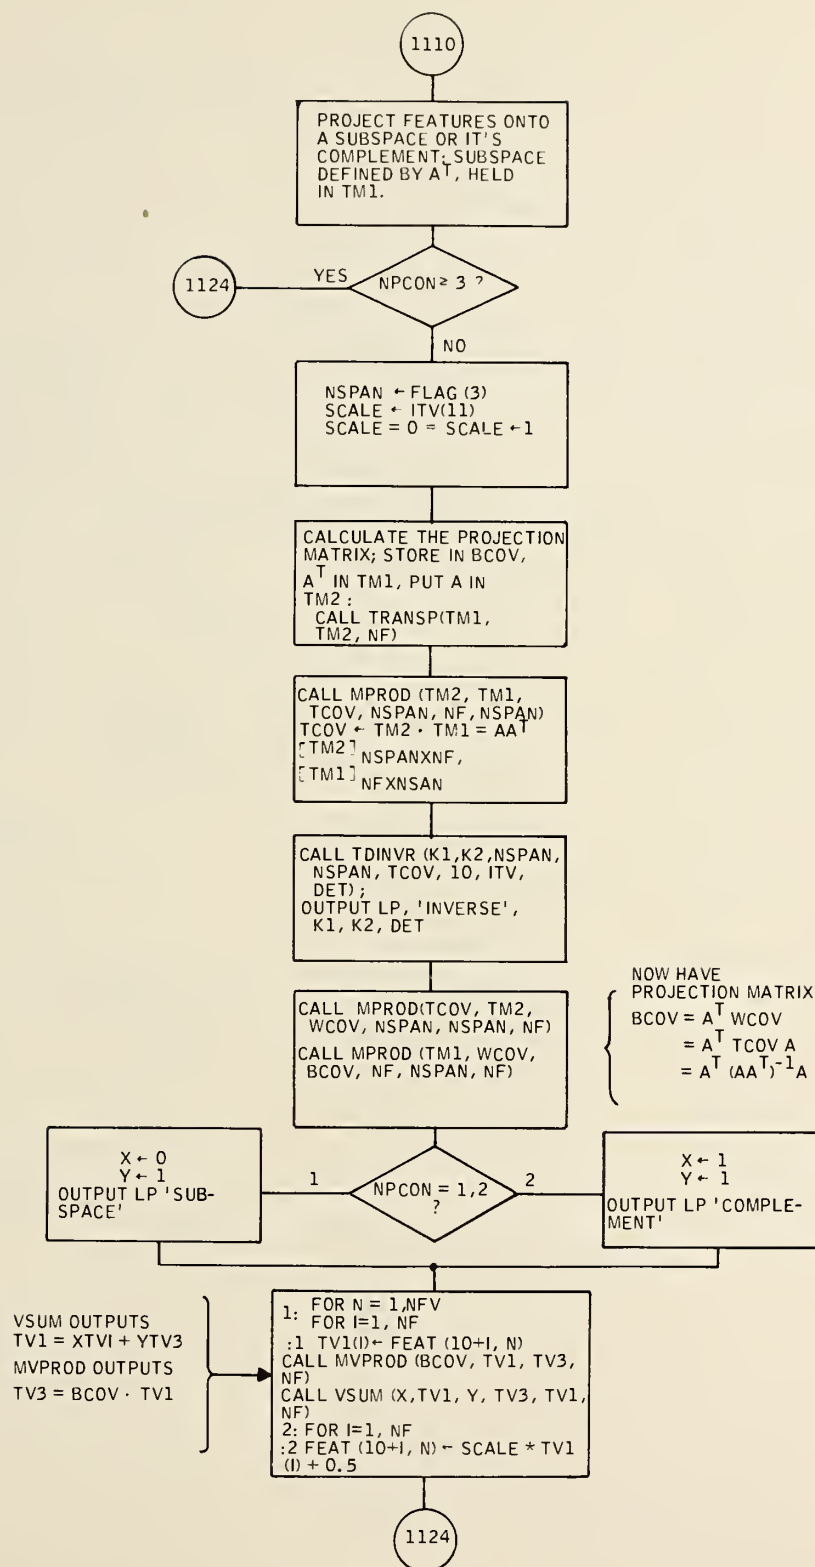 1110
PROJECT FEATURES ONTO
A SUBSPACE OR IT'S
COMPLEMENT; SUBSPACE
DEFINED BY A^T, HELD
IN TM1.
1124
YES
NPCON ≥ 3 ?
NO
NSPAN ← FLAG (3)
SCALE ← ITV(11)
SCALE = 0 = SCALE ←1
CALCULATE THE PROJECTION
MATRIX; STORE IN BCOV,
A^T IN TM1, PUT A IN
TM2 :
CALL TRANSP(TM1,
TM2, NF)
CALL MPROD (TM2, TM1,
TCOV, NSPAN, NF, NSPAN)
TCOV ← TM2 · TM1 = AA^T
[TM2] NSPANXNF,
[TM1] NFXNSAN
CALL TDINVR (K1,K2,NSPAN,
NSPAN, TCOV, 10, ITV,
DET) ;
OUTPUT LP, 'INVERSE',
K1, K2, DET
CALL MPROD(TCOV, TM2,
WCOV, NSPAN, NSPAN, NF)
CALL MPROD (TM1, WCOV,
BCOV, NF, NSPAN, NF)
NOW HAVE
PROJECTION MATRIX
BCOV = A^T WCOV
= A^T TCOV A
= A^T (AA^T)^-1 A
X ← 0
Y ← 1
OUTPUT LP 'SUB-
SPACE'
1
NPCON = 1,2
?
2
X ← 1
Y ← 1
OUTPUT LP 'COMPLE-
MENT'
VSUM OUTPUTS
TV1 = XTVI + YTV3
MVPROD OUTPUTS
TV3 = BCOV · TV1
1: FOR N = 1,NFV
FOR I=1, NF
:1 TV1(I)← FEAT (10+I, N)
CALL MVPROD (BCOV, TV1, TV3,
NF)
CALL VSUM (X,TV1, Y, TV3, TV1,
NF)
2: FOR I=1, NF
:2 FEAT (10+I, N) ← SCALE * TV1
(I) + 0.5
1124